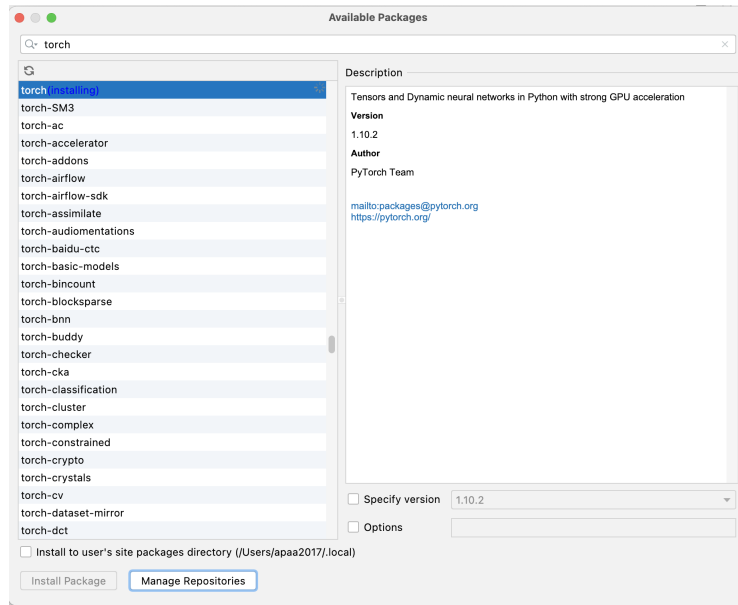 Available Packages
torch
torch(installing)
torch-SM3
torch-ac
torch-accelerator
torch-addons
torch-airflow
torch-airflow-sdk
torch-assimilate
torch-audiomentations
torch-baidu-ctc
torch-basic-models
torch-bincount
torch-blocksparse
torch-bnn
torch-buddy
torch-checker
torch-cka
torch-classification
torch-cluster
torch-complex
torch-constrained
torch-crypto
torch-crystals
torch-cv
torch-dataset-mirror
torch-dct
Description
Tensors and Dynamic neural networks in Python with strong GPU acceleration
Version
1.10.2
Author
PyTorch Team
mailto:packages@pytorch.org
https://pytorch.org/
Specify version 1.10.2
Options
Install to user's site packages directory (/Users/apaa2017/.local)
Install Package Manage Repositories